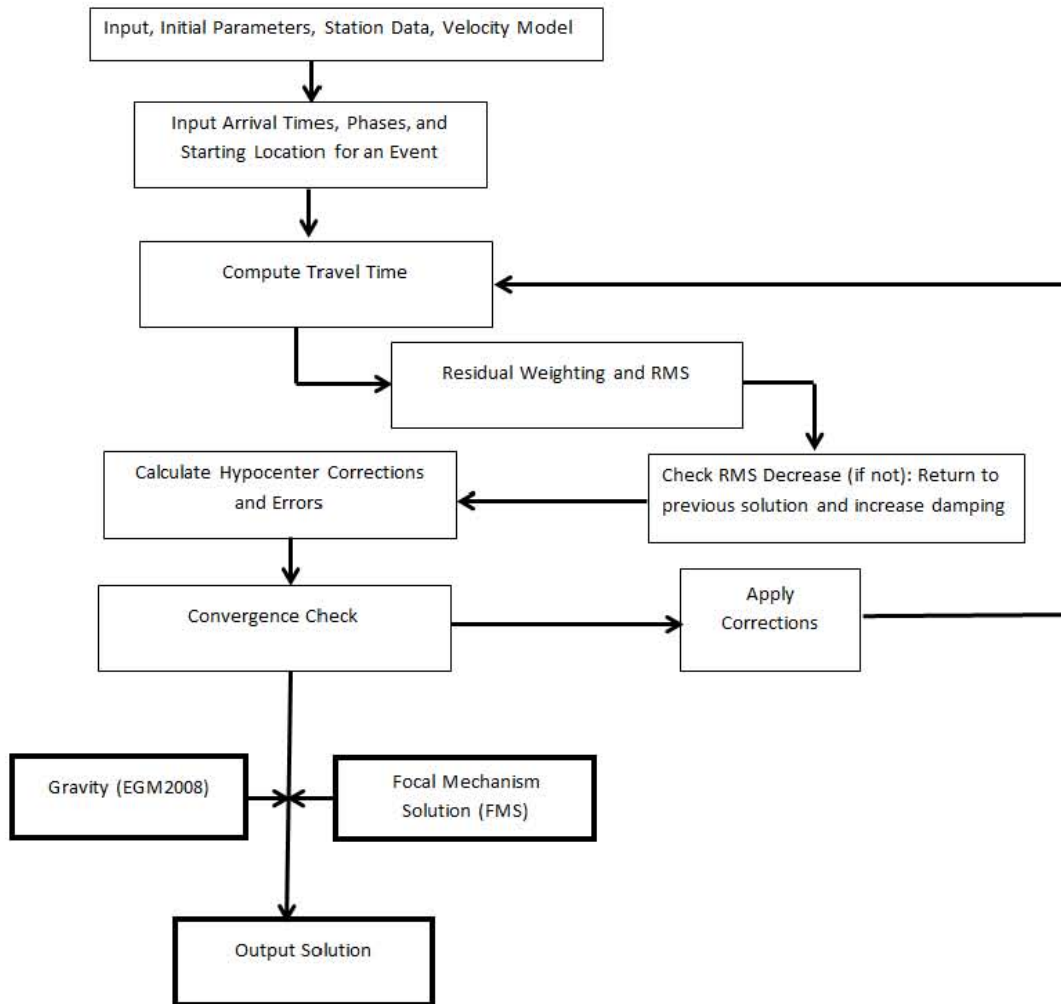 Input, Initial Parameters, Station Data, Velocity Model
Input Arrival Times, Phases, and
Starting Location for an Event
Compute Travel Time
Residual Weighting and RMS
Check RMS Decrease (if not): Return to
previous solution and increase damping
Calculate Hypocenter Corrections
and Errors
Convergence Check
Apply
Corrections
Gravity (EGM2008)
Focal Mechanism
Solution (FMS)
Output Solution